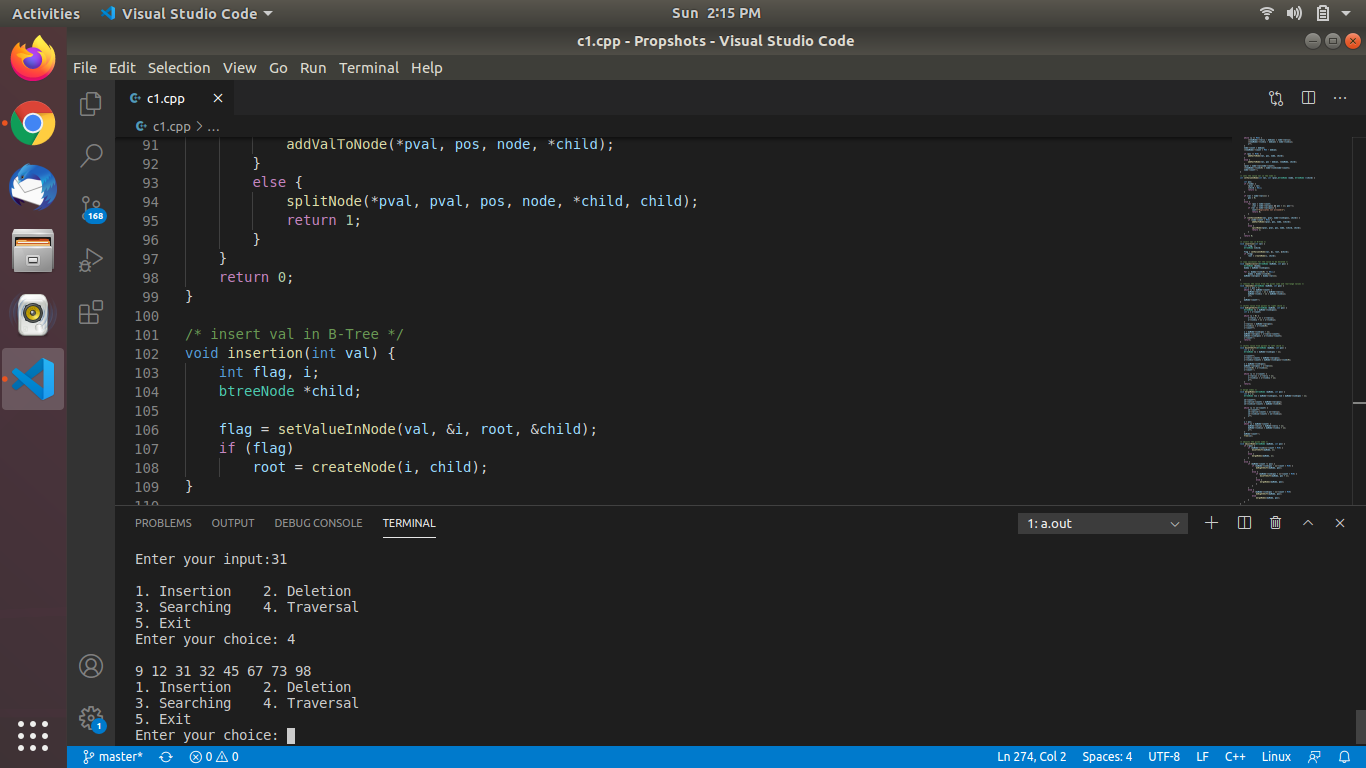 Activities Visual Studio Code Sun 2:15 PM
c1.cpp - Propshots - Visual Studio Code
File Edit Selection View Go Run Terminal Help
c1.cpp
c1.cpp > ...
91 addValToNode(*pval, pos, node, *child);
92 }
93 else {
94 splitNode(*pval, pval, pos, node, *child, child);
95 return 1;
96 }
97 }
98 return 0;
99 }
100
101 /* insert val in B-Tree */
102 void insertion(int val) {
103 int flag, i;
104 btreeNode *child;
105
106 flag = setValueInNode(val, &i, root, &child);
107 if (flag)
108 root = createNode(i, child);
109 }
110
168
1
PROBLEMS OUTPUT DEBUG CONSOLE TERMINAL 1: a.out
Enter your input:31
1. Insertion 2. Deletion
3. Searching 4. Traversal
5. Exit
Enter your choice: 4
9 12 31 32 45 67 73 98
1. Insertion 2. Deletion
3. Searching 4. Traversal
5. Exit
Enter your choice:
master* 0 0 Ln 274, Col 2 Spaces: 4 UTF-8 LF C++ Linux